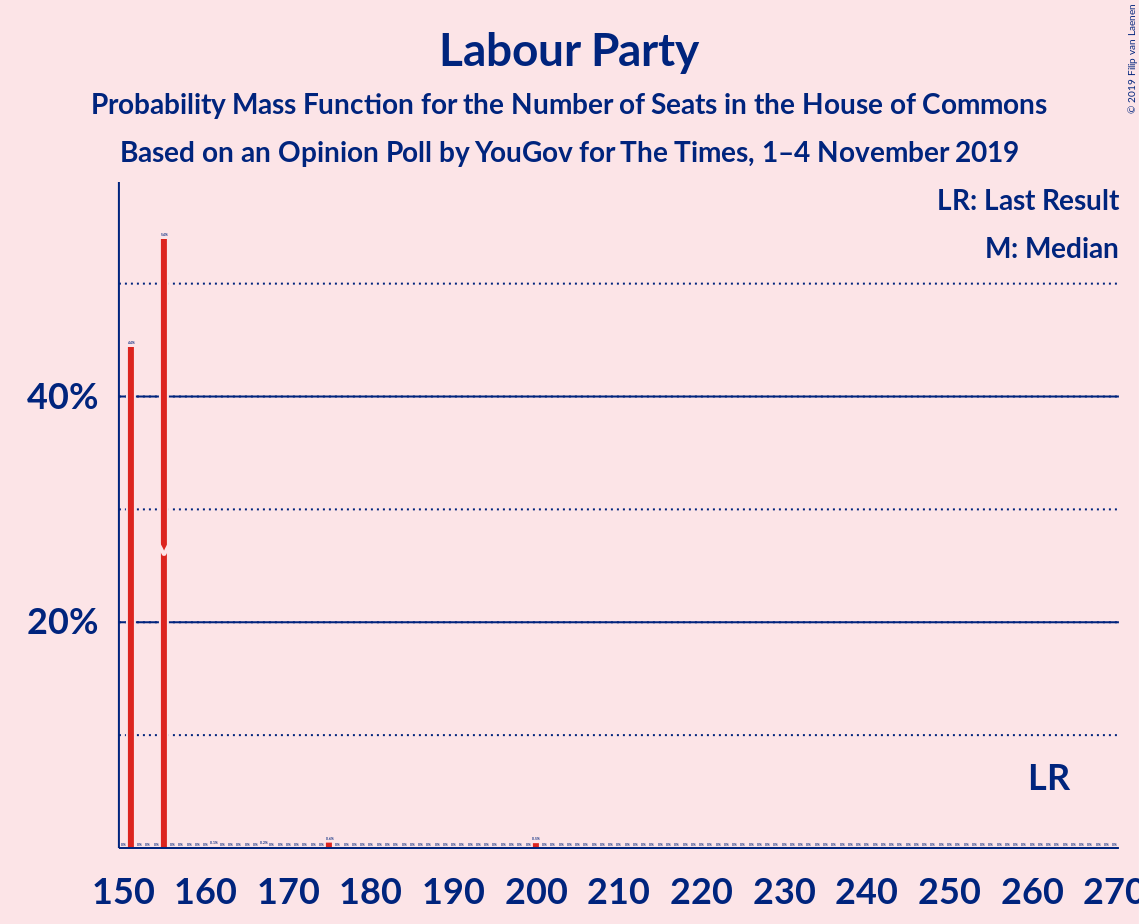 Labour Party
Probability Mass Function for the Number of Seats in the House of Commons
Based on an Opinion Poll by YouGov for The Times, 1–4 November 2019
© 2019 Filip van Laenen
LR: Last Result
M: Median
40%
20%
LR
150 160 170 180 190 200 210 220 230 240 250 260 270